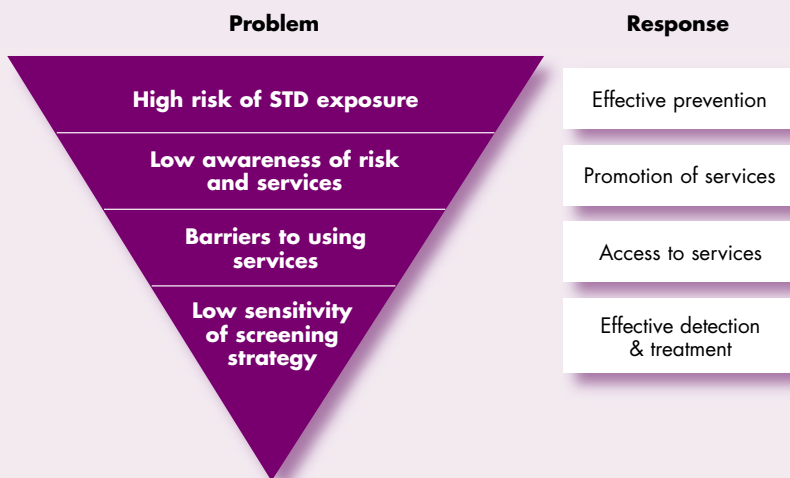 Problem
Response
High risk of STD exposure
Effective prevention
Low awareness of risk
and services
Promotion of services
Barriers to using
services
Access to services
Low sensitivity
of screening
strategy
Effective detection
& treatment